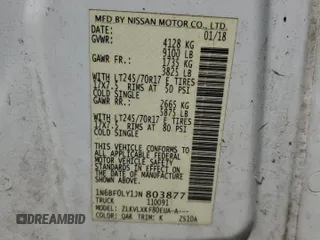 MFD BY NISSAN MOTOR CO., LTD.
DATE: 01/18
GVWR: 4128 KG
9100 LB
GAWR FR: 1735 KG
3825 LB
WITH LT245/70R17 E TIRES
17X7.5 RIMS AT 50 PSI
COLD SINGLE
GAWR RR: 2665 KG
5875 LB
WITH LT245/70R17 E TIRES
17X7.5 RIMS AT 80 PSI
COLD SINGLE
THIS VEHICLE CONFORMS TO ALL
APPLICABLE FEDERAL MOTOR VEHICLE
SAFETY STANDARDS IN EFFECT ON THE
DATE OF MANUFACTURE SHOWN ABOVE.
1N6BF0LY1JN 803877
TRUCK 110091
MODEL:
COLOR: QAK TRIM: K
AutoBidMaster